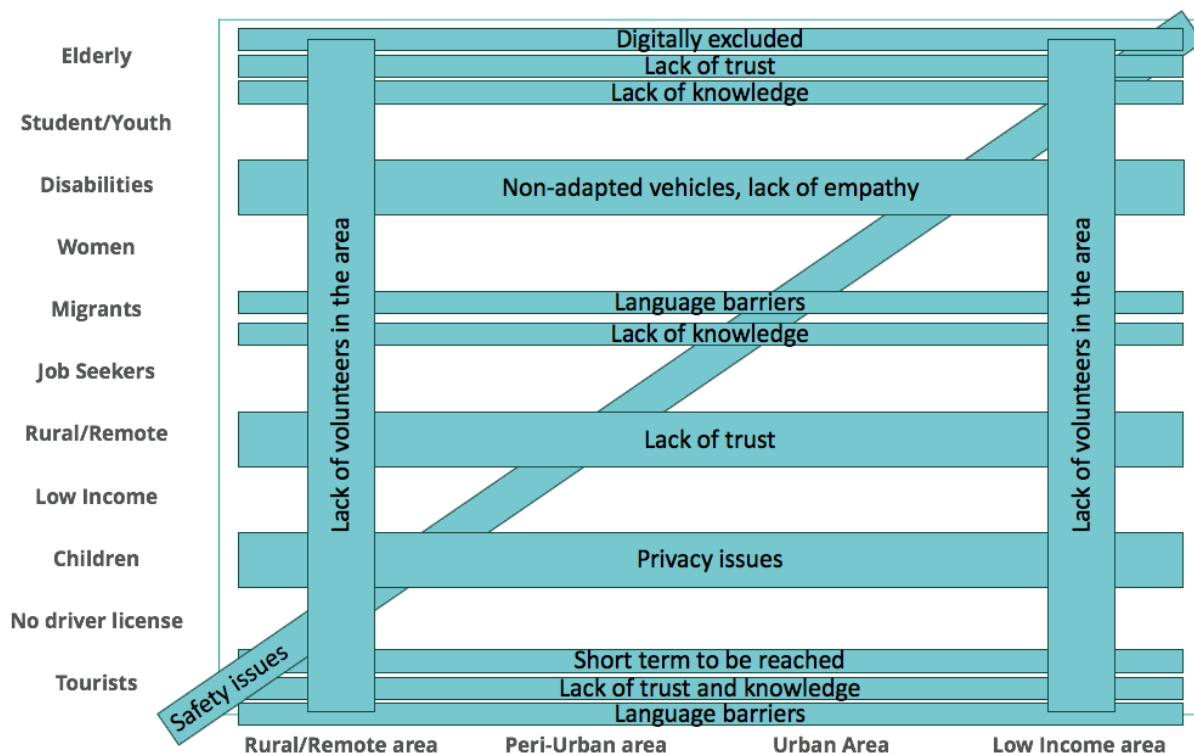 Elderly
Digitally excluded
Lack of trust
Lack of knowledge
Student/Youth
Disabilities
Non-adapted vehicles, lack of empathy
Women
Migrants
Language barriers
Lack of knowledge
Job Seekers
Rural/Remote
Lack of trust
Low Income
Children
Privacy issues
No driver license
Tourists
Short term to be reached
Lack of trust and knowledge
Language barriers
Lack of volunteers in the area
Lack of volunteers in the area
Safety issues
Rural/Remote area
Peri-Urban area
Urban Area
Low Income area